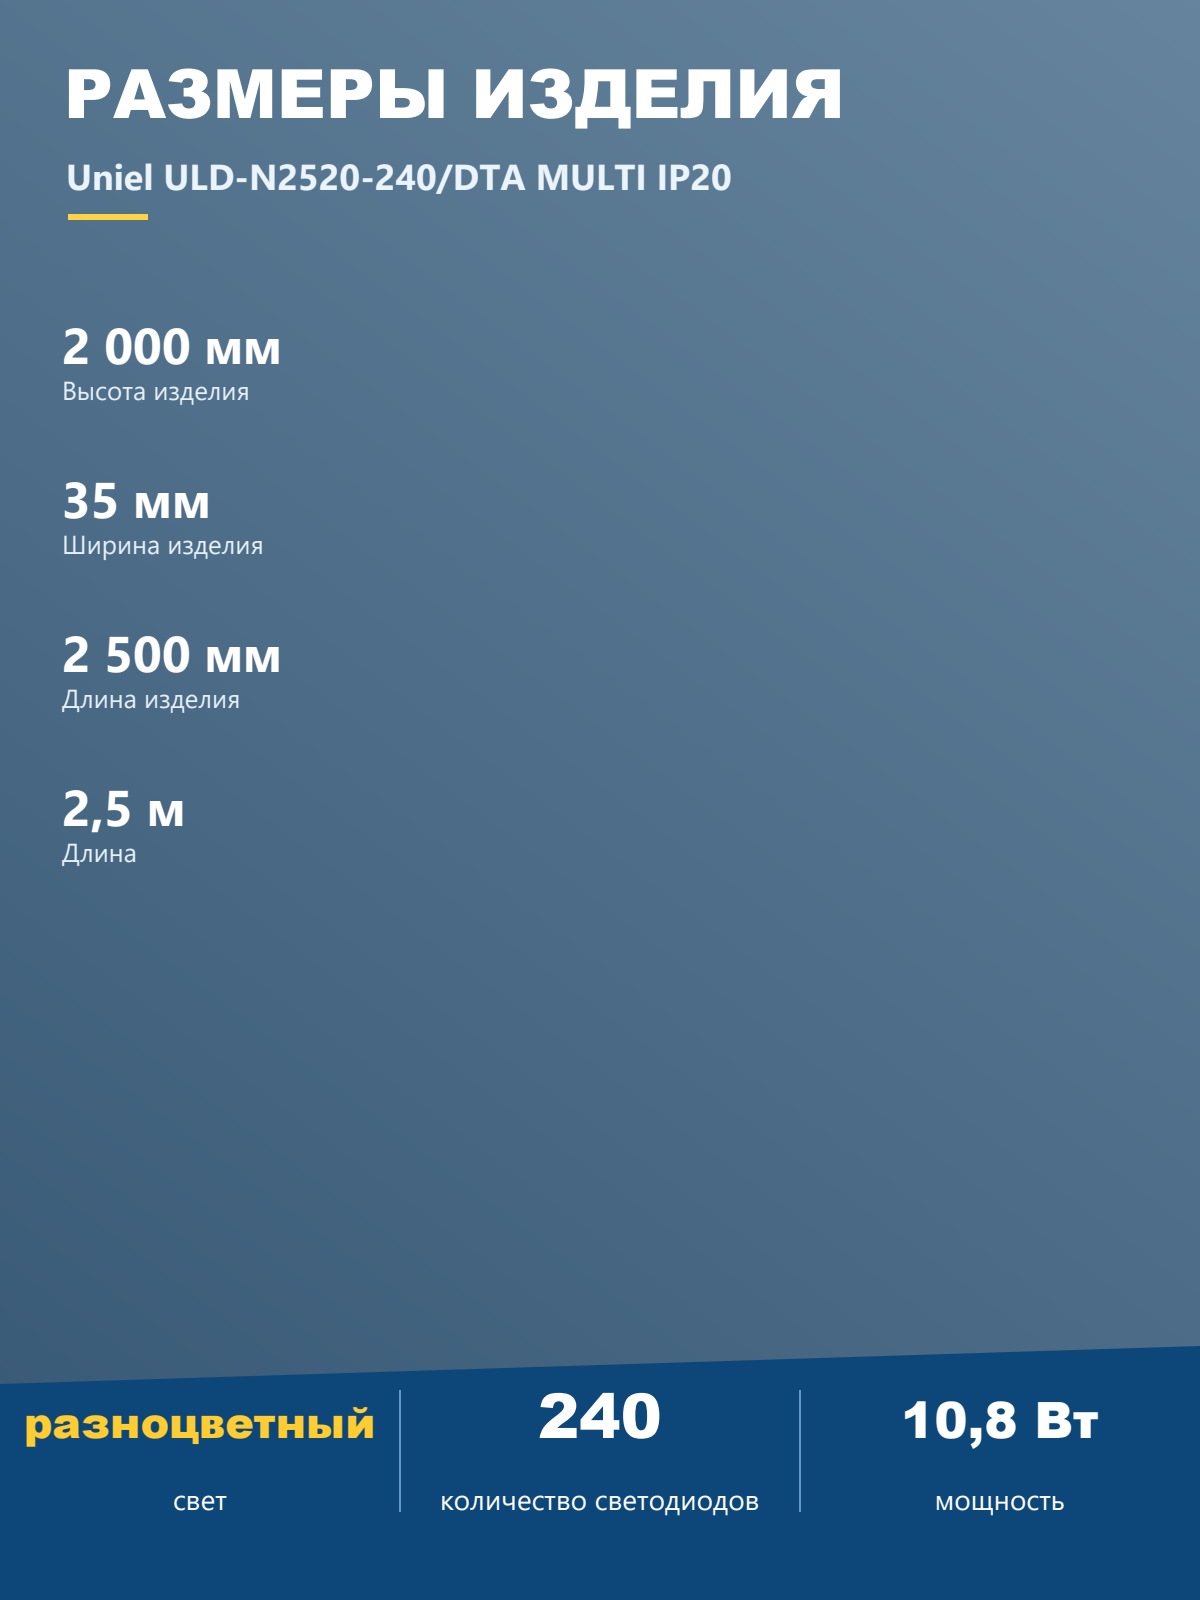 РАЗМЕРЫ ИЗДЕЛИЯ
Uniel ULD-N2520-240/DTA MULTI IP20
2 000 мм
Высота изделия
35 мм
Ширина изделия
2 500 мм
Длина изделия
2,5 м
Длина
разноцветный
свет
240
количество светодиодов
10,8 Вт
мощность